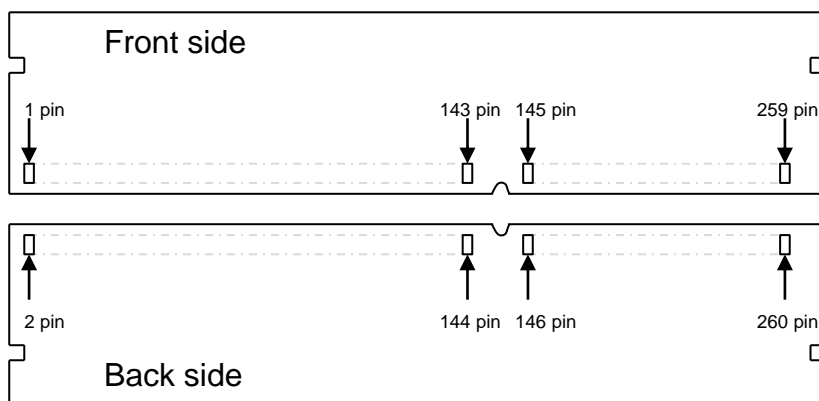 Front side
1 pin 143 pin 145 pin 259 pin
2 pin 144 pin 146 pin 260 pin
Back side